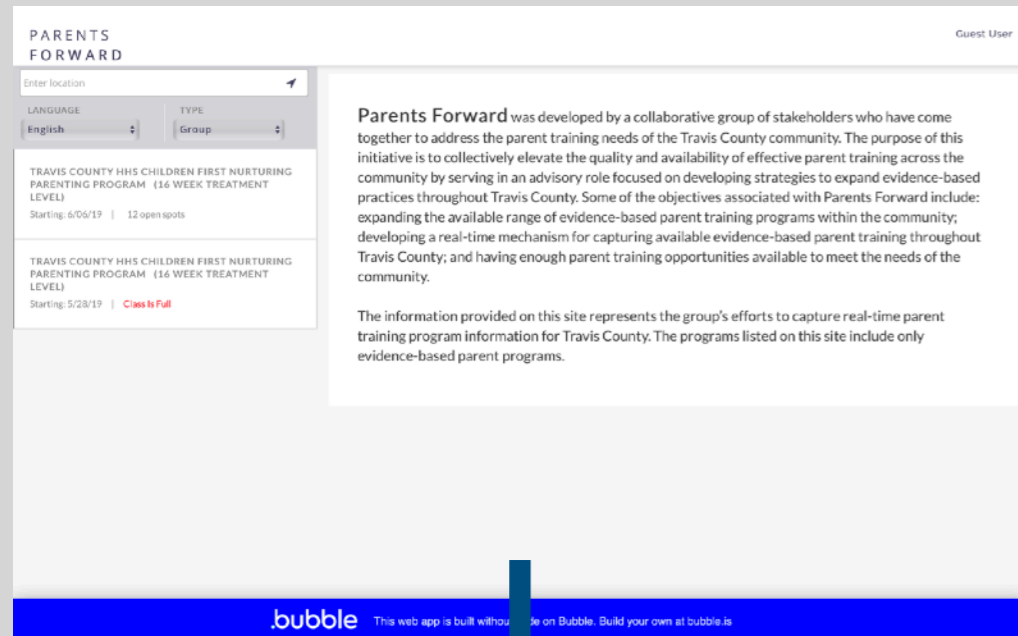 PARENTS
FORWARD
Guest User
Enter location
LANGUAGE
TYPE
English
Group
TRAVIS COUNTY HHS CHILDREN FIRST NURTURING
PARENTING PROGRAM (16 WEEK TREATMENT
LEVEL)
Starting: 6/06/19 | 12 open spots
TRAVIS COUNTY HHS CHILDREN FIRST NURTURING
PARENTING PROGRAM (16 WEEK TREATMENT
LEVEL)
Starting: 5/28/19 | Class Is Full
Parents Forward was developed by a collaborative group of stakeholders who have come
together to address the parent training needs of the Travis County community. The purpose of this
initiative is to collectively elevate the quality and availability of effective parent training across the
community by serving in an advisory role focused on developing strategies to expand evidence-based
practices throughout Travis County. Some of the objectives associated with Parents Forward include:
expanding the available range of evidence-based parent training programs within the community;
developing a real-time mechanism for capturing available evidence-based parent training throughout
Travis County; and having enough parent training opportunities available to meet the needs of the
community.
The information provided on this site represents the group's efforts to capture real-time parent
training program information for Travis County. The programs listed on this site include only
evidence-based parent programs.
.bubble
This web app is built on Bubble. Build your own at bubble.is